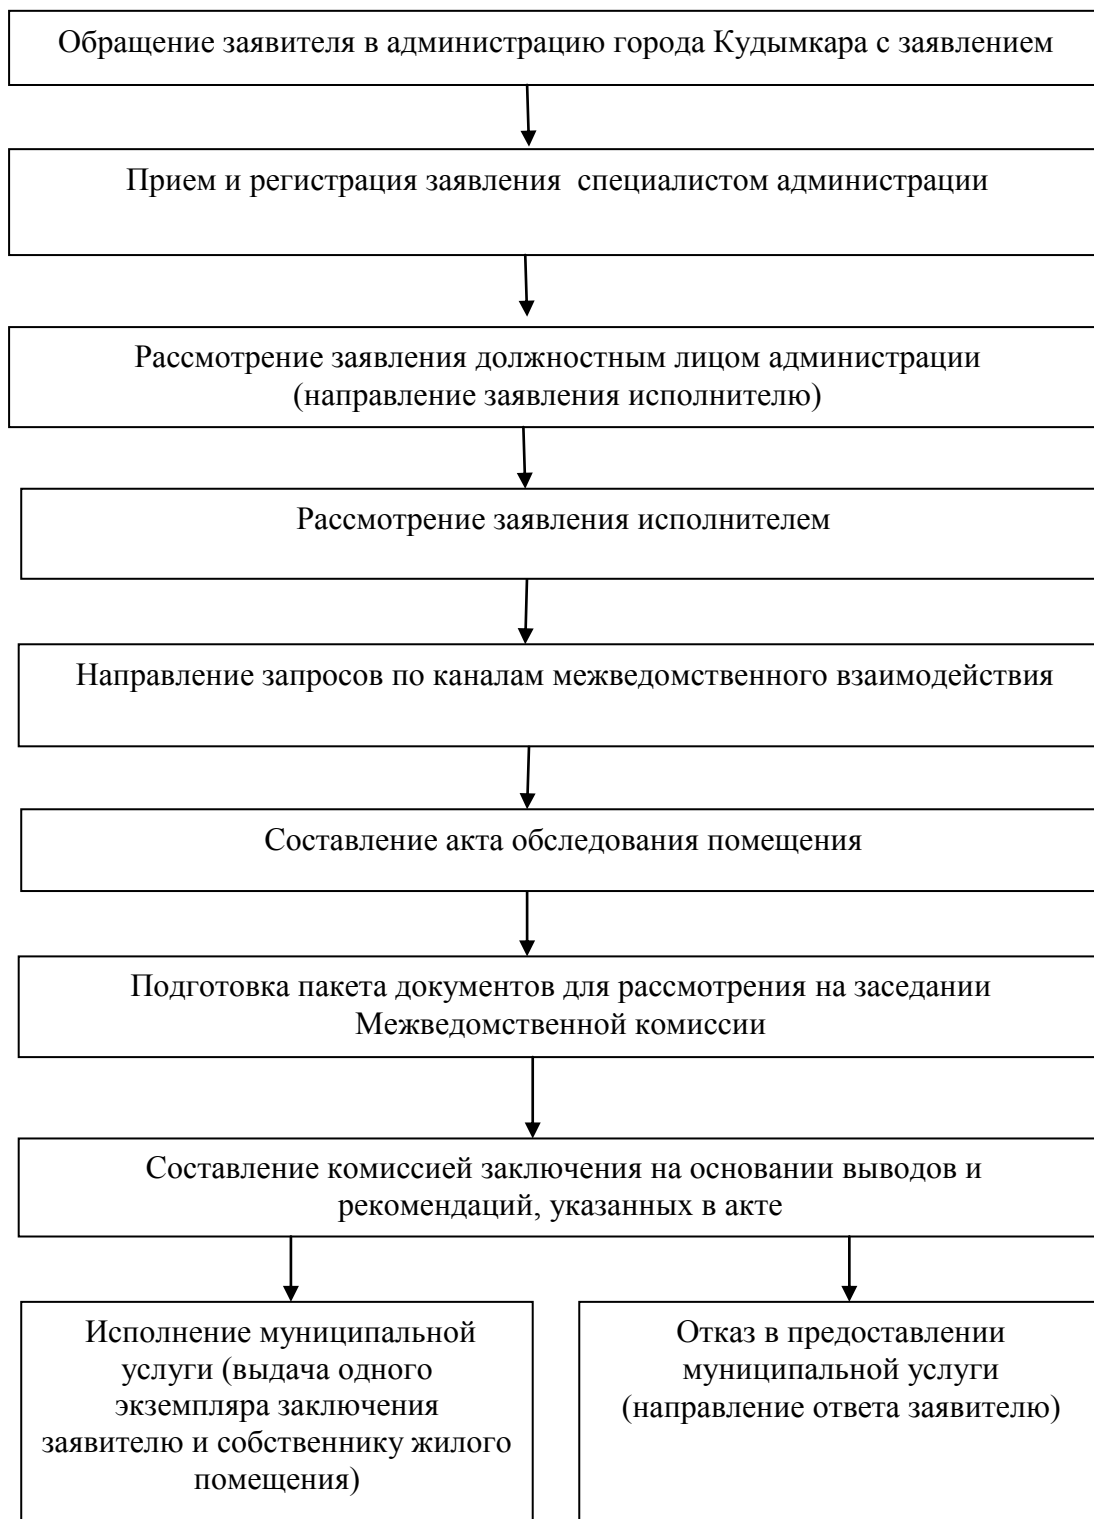 Обращение заявителя в администрацию города Кудымкара с заявлением
Прием и регистрация заявления специалистом администрации
Рассмотрение заявления должностным лицом администрации
(направление заявления исполнителю)
Рассмотрение заявления исполнителем
Направление запросов по каналам межведомственного взаимодействия
Составление акта обследования помещения
Подготовка пакета документов для рассмотрения на заседании
Межведомственной комиссии
Составление комиссией заключения на основании выводов и
рекомендаций, указанных в акте
Исполнение муниципальной
услуги (выдача одного
экземпляра заключения
заявителю и собственнику жилого
помещения)
Отказ в предоставлении
муниципальной услуги
(направление ответа заявителю)